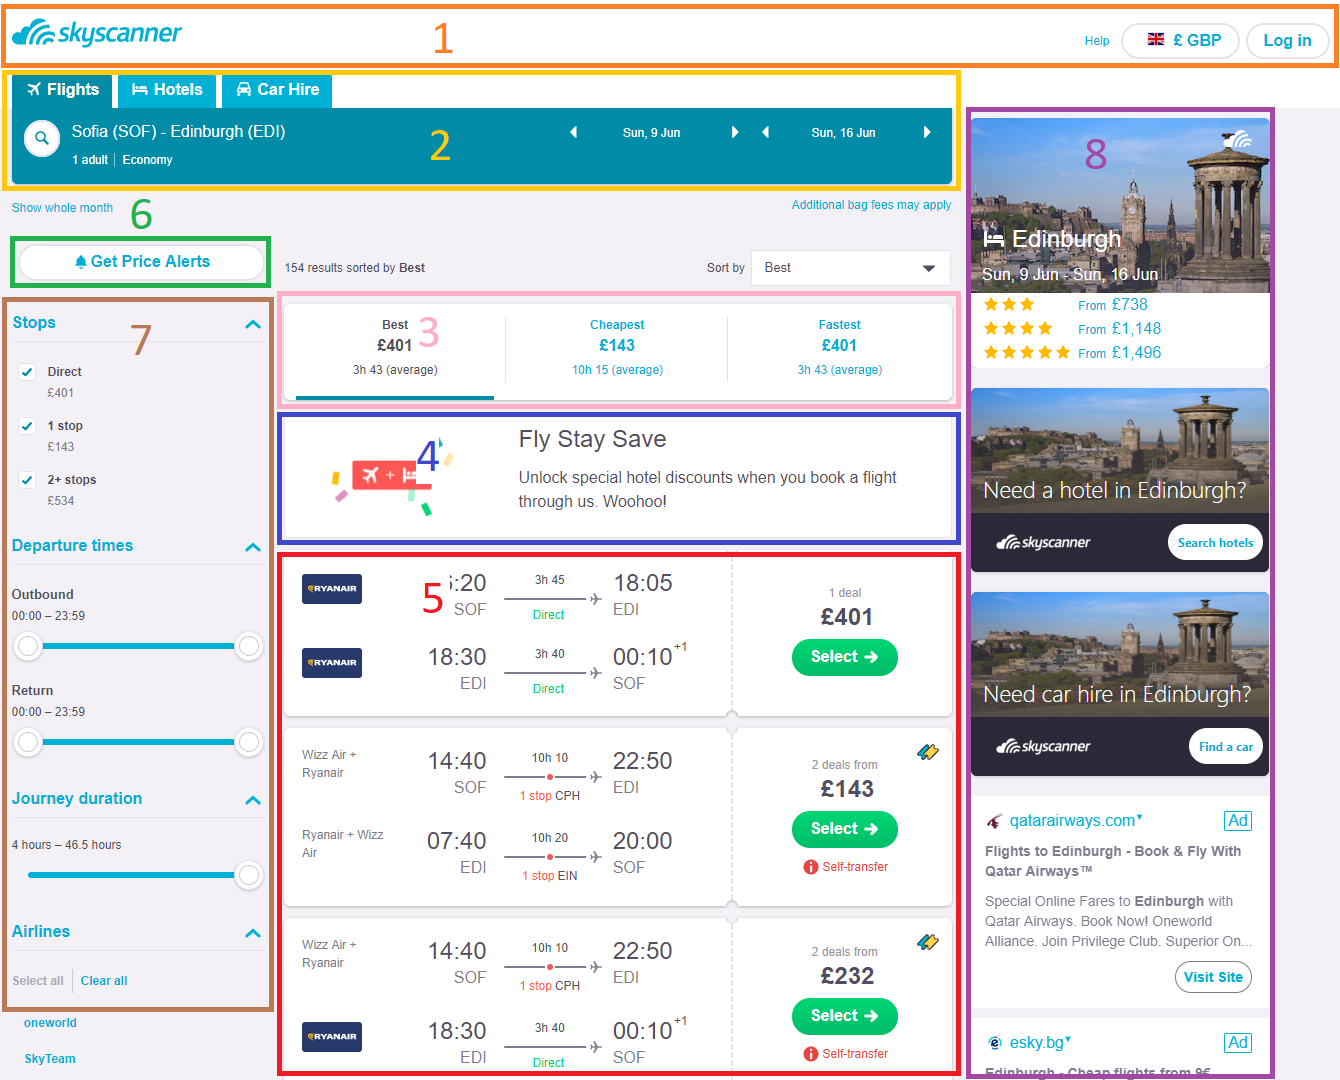 skyscanner
1
Help
£ GBP
Log in
Flights
Hotels
Car Hire
Sofia (SOF) - Edinburgh (EDI)
1 adult
Economy
2
Sun, 9 Jun
Sun, 16 Jun
Show whole month
6
Additional bag fees may apply
Get Price Alerts
154 results sorted by Best
Sort by
Best
7
Stops
Direct
£401
1 stop
£143
2+ stops
£534
Departure times
Outbound
00:00 – 23:59
Return
00:00 – 23:59
Journey duration
4 hours – 46.5 hours
Airlines
Select all
Clear all
oneworld
SkyTeam
Best
£401
3
3h 43 (average)
Cheapest
£143
10h 15 (average)
Fastest
£401
3h 43 (average)
4
+
Fly Stay Save
Unlock special hotel discounts when you book a flight
through us. Woohoo!
5
RYANAIR
:20
SOF
3h 45
Direct
18:05
EDI
RYANAIR
18:30
EDI
3h 40
Direct
00:10 +1
SOF
1 deal
£401
Select
Wizz Air +
Ryanair
14:40
SOF
10h 10
1 stop CPH
22:50
EDI
Ryanair + Wizz
Air
07:40
EDI
10h 20
1 stop EIN
20:00
SOF
2 deals from
£143
Select
Self-transfer
Wizz Air +
Ryanair
14:40
SOF
10h 10
1 stop CPH
22:50
EDI
RYANAIR
18:30
EDI
3h 40
Direct
00:10 +1
SOF
2 deals from
£232
Select
Self-transfer
8
Edinburgh
Sun, 9 Jun - Sun, 16 Jun
From £738
From £1,148
From £1,496
Need a hotel in Edinburgh?
skyscanner
Search hotels
Need car hire in Edinburgh?
skyscanner
Find a car
qatarairways.com
Ad
Flights to Edinburgh - Book & Fly With
Qatar Airways™
Special Online Fares to Edinburgh with
Qatar Airways. Book Now! Oneworld
Alliance. Join Privilege Club. Superior On...
Visit Site
esky.bg
Ad
Edinburgh - Cheap flights from 9€